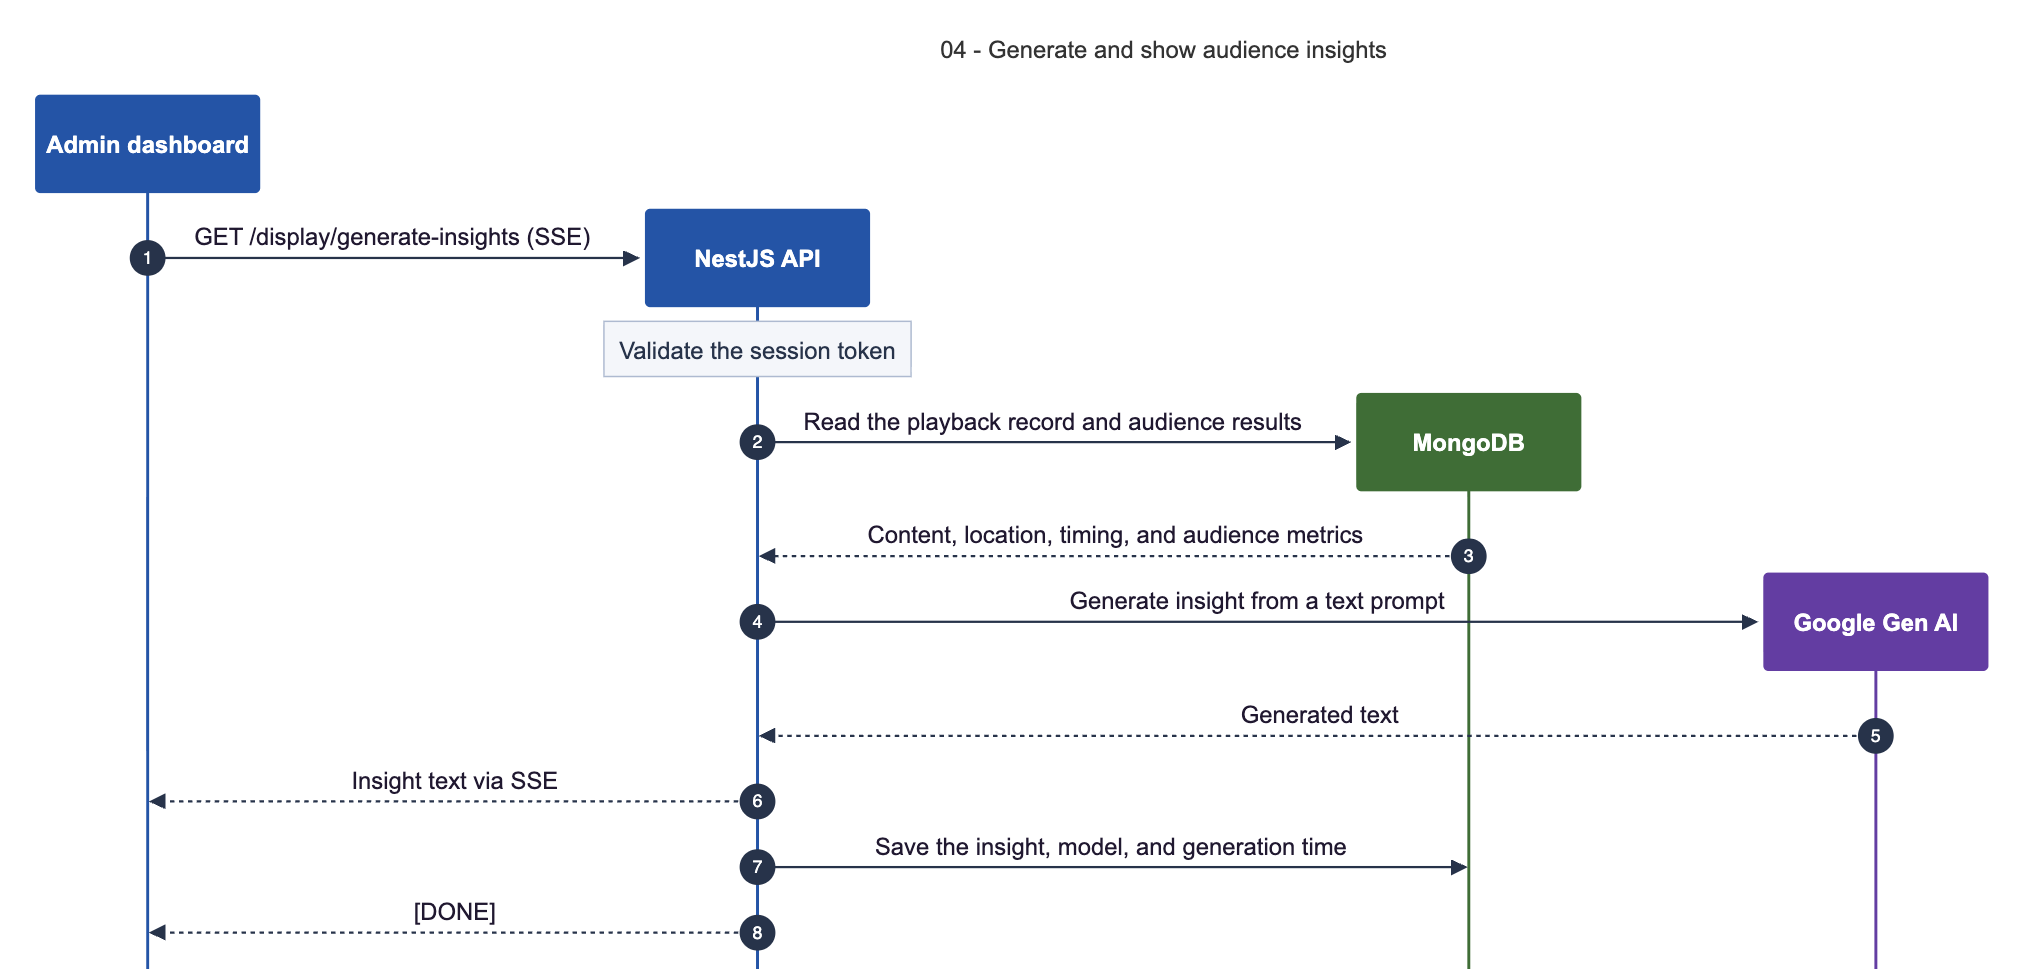 04 - Generate and show audience insights
Admin dashboard
GET /display/generate-insights (SSE)
1
NestJS API
Validate the session token
Read the playback record and audience results
2
MongoDB
Content, location, timing, and audience metrics
3
Generate insight from a text prompt
4
Google Gen AI
Generated text
5
Insight text via SSE
6
Save the insight, model, and generation time
7
[DONE]
8